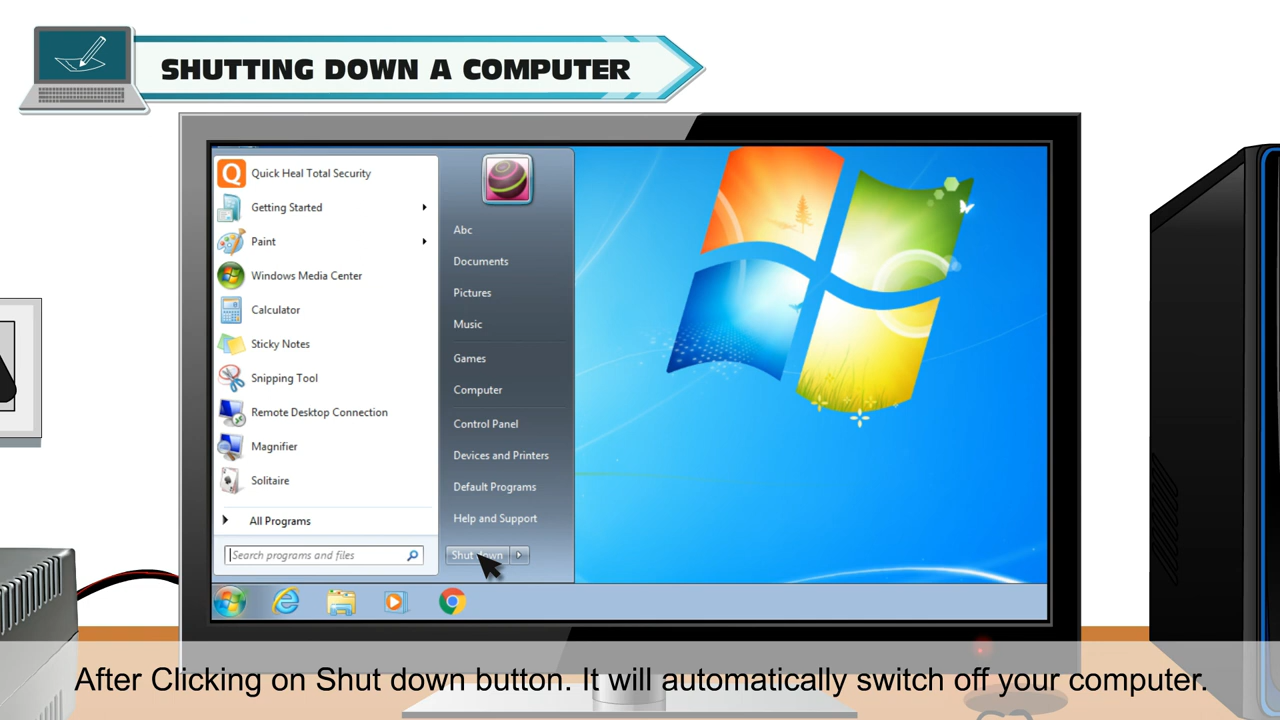 SHUTTING DOWN A COMPUTER
Quick Heal Total Security
Getting Started
Paint
Windows Media Center
Calculator
Sticky Notes
Snipping Tool
Remote Desktop Connection
Magnifier
Solitaire
All Programs
Search programs and files
Abc
Documents
Pictures
Music
Games
Computer
Control Panel
Devices and Printers
Default Programs
Help and Support
Shut down
After Clicking on Shut down button. It will automatically switch off your computer.